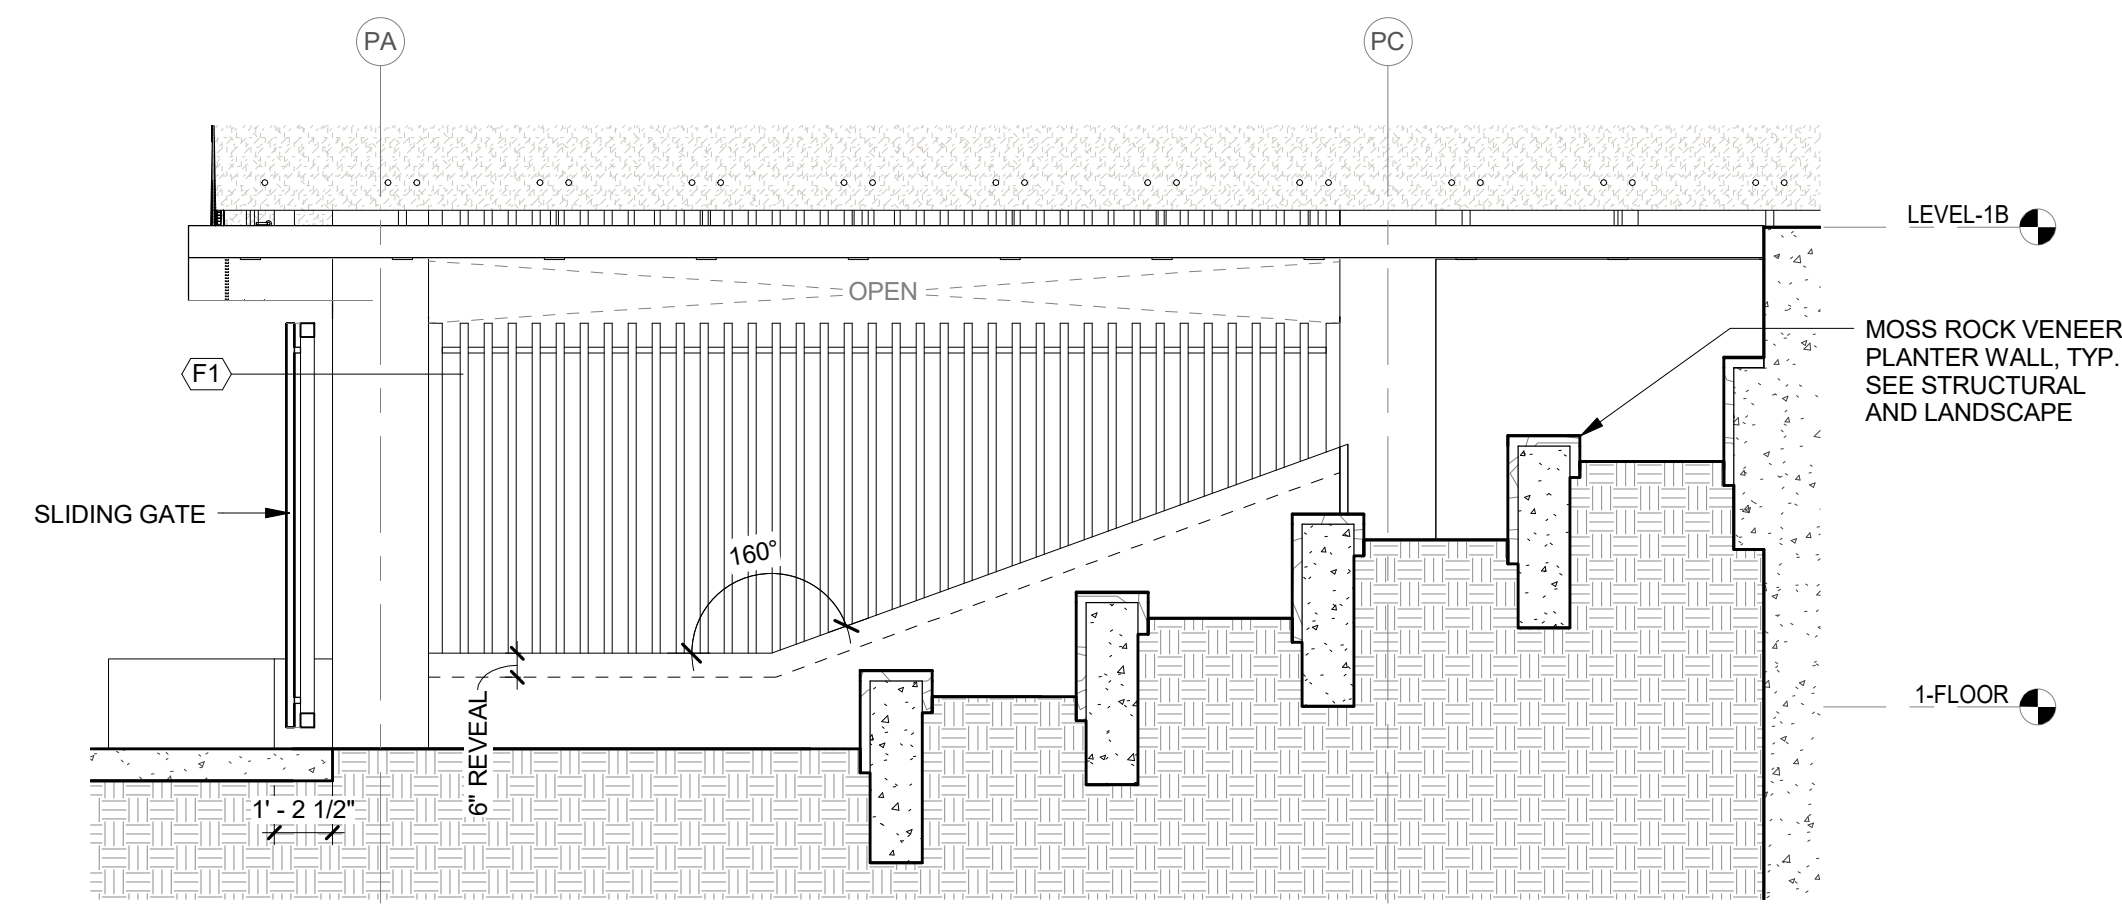 PA
PC
LEVEL-1B
OPEN
MOSS ROCK VENEER
PLANTER WALL, TYP.
SEE STRUCTURAL
AND LANDSCAPE
F1
SLIDING GATE
160°
1-FLOOR
6" REVEAL
1' - 2 1/2"